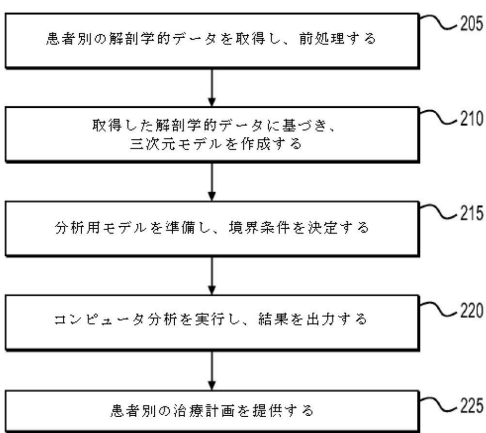 患者別の解剖学的データを取得し、前処理する
205
取得した解剖学的データに基づき、
三次元モデルを作成する
210
分析用モデルを準備し、境界条件を決定する
215
コンピュータ分析を実行し、結果を出力する
220
患者別の治療計画を提供する
225